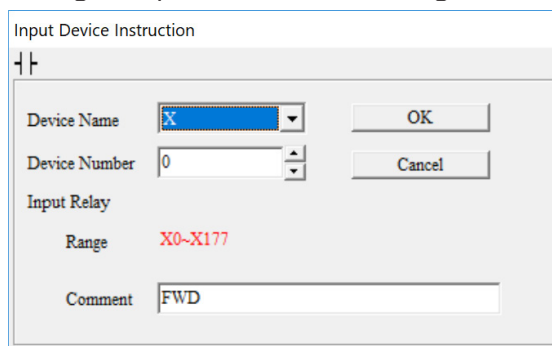 Input Device Instruction
Device Name X OK
Device Number 0 Cancel
Input Relay
Range X0~X177
Comment FWD